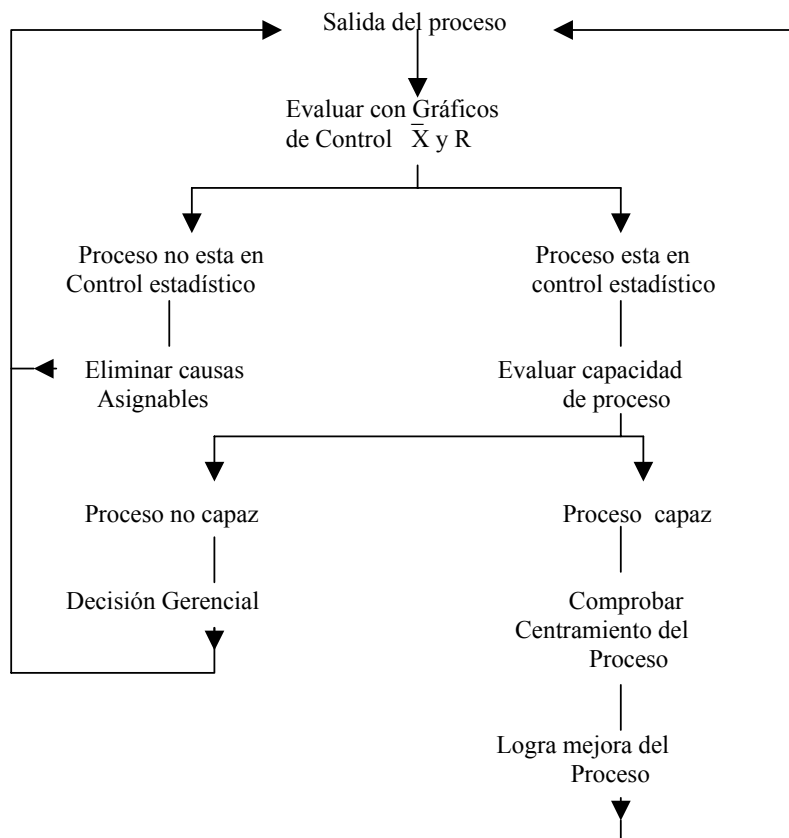 Salida del proceso
Evaluar con Gráficos
de Control X̅ y R
Proceso no esta en
Control estadístico
Proceso esta en
control estadístico
Eliminar causas
Asignables
Evaluar capacidad
de proceso
Proceso no capaz
Proceso capaz
Decisión Gerencial
Comprobar
Centramiento del
Proceso
Logra mejora del
Proceso